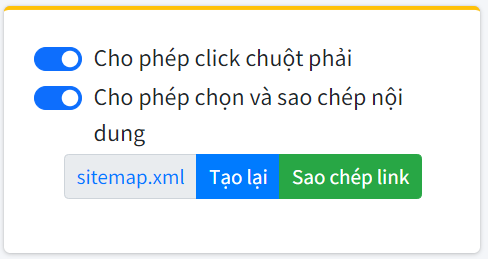 Cho phép click chuột phải
Cho phép chọn và sao chép nội
dung
sitemap.xml Tạo lại Sao chép link